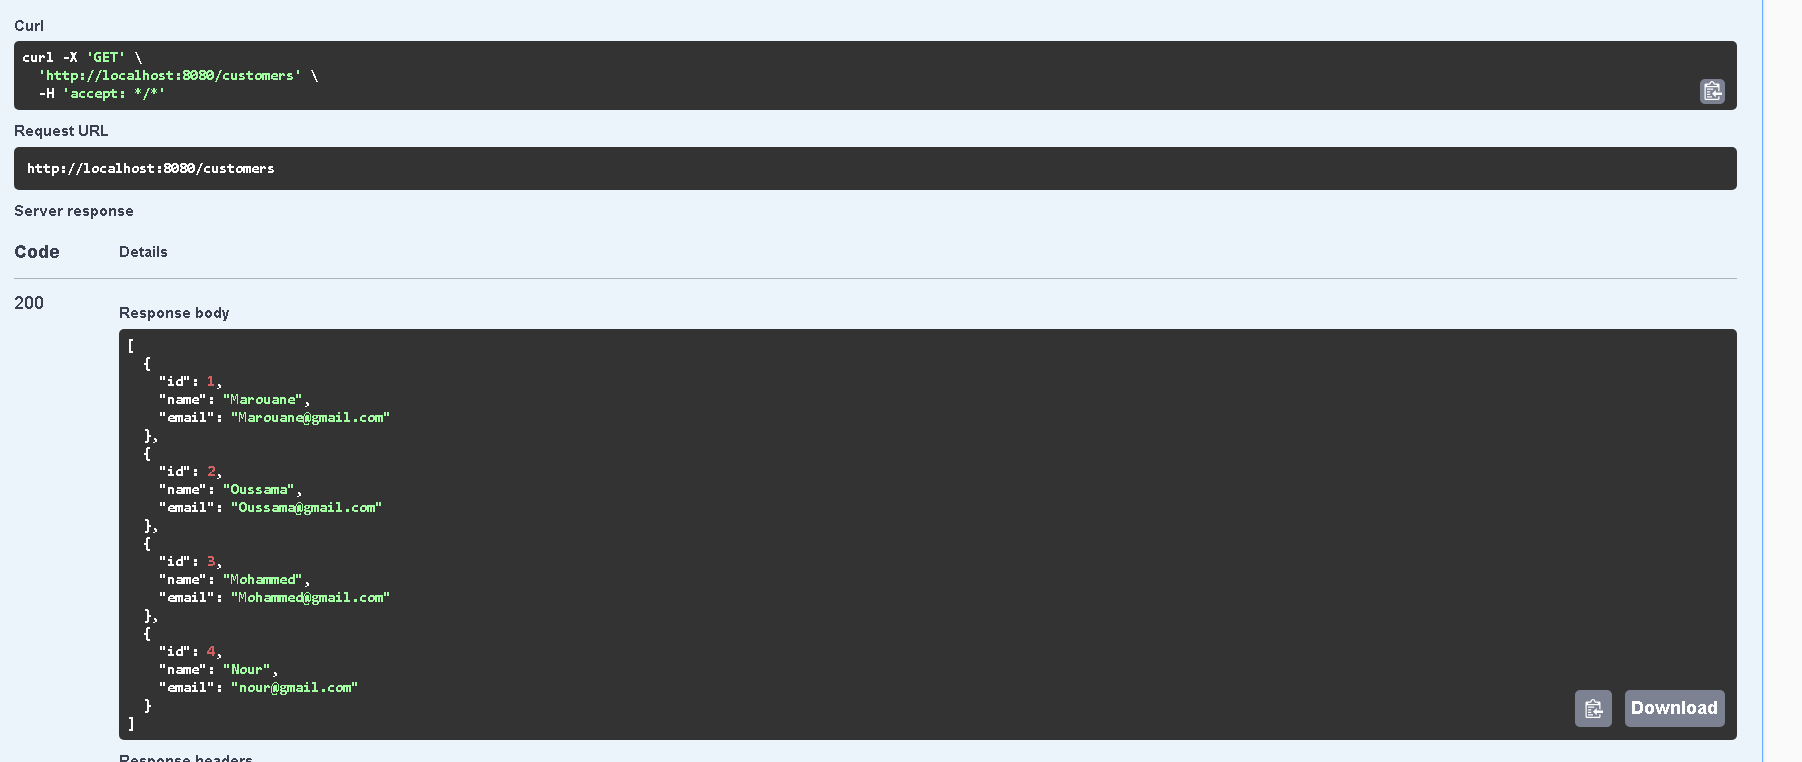 Curl
curl -X 'GET' \
  'http://localhost:8080/customers' \
  -H 'accept: */*'
Request URL
http://localhost:8080/customers
Server response
Code Details
200
Response body
[
  {
    "id": 1,
    "name": "Marouane",
    "email": "Marouane@gmail.com"
  },
  {
    "id": 2,
    "name": "Oussama",
    "email": "Oussama@gmail.com"
  },
  {
    "id": 3,
    "name": "Mohammed",
    "email": "Mohammed@gmail.com"
  },
  {
    "id": 4,
    "name": "Nour",
    "email": "nour@gmail.com"
  }
]
Download
Response headers